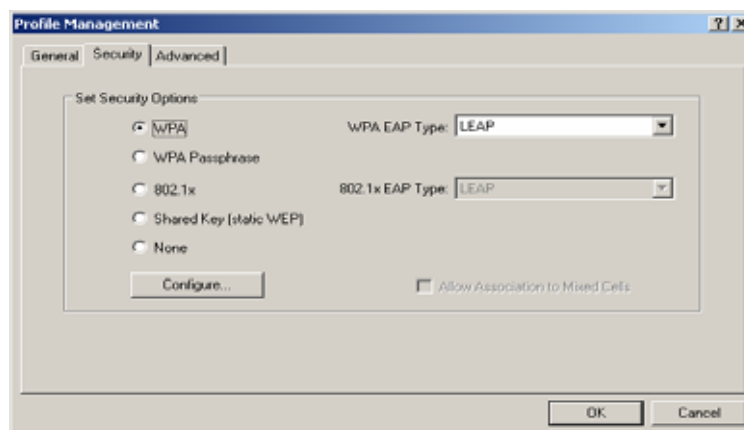 Profile Management
General Security Advanced
Set Security Options
WPA WPA EAP Type: LEAP
WPA Passphrase
802.1x 802.1x EAP Type: LEAP
Shared Key (static WEP)
None
Configure... Allow Association to Mixed Cells
OK Cancel